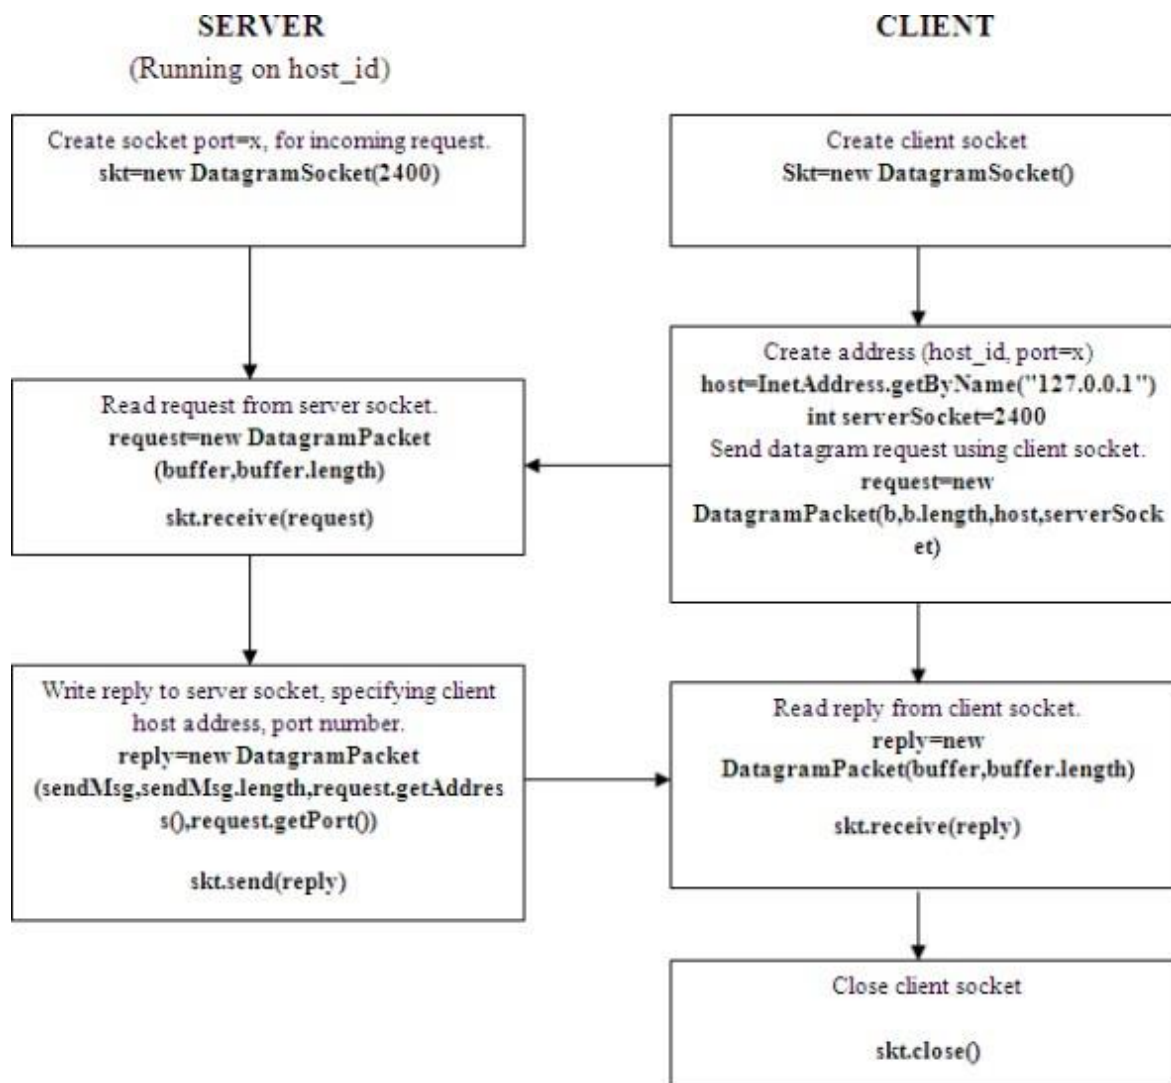 SERVER
(Running on host_id)
Create socket port=x, for incoming request.
skt=new DatagramSocket(2400)
Read request from server socket.
request=new DatagramPacket
(buffer,buffer.length)
skt.receive(request)
Write reply to server socket, specifying client
host address, port number.
reply=new DatagramPacket
(sendMsg,sendMsg.length,request.getAddres
s(),request.getPort())
skt.send(reply)
CLIENT
Create client socket
Skt=new DatagramSocket()
Create address (host_id, port=x)
host=InetAddress.getByName("127.0.0.1")
int serverSocket=2400
Send datagram request using client socket.
request=new
DatagramPacket(b,b.length,host,serverSock
et)
Read reply from client socket.
reply=new
DatagramPacket(buffer,buffer.length)
skt.receive(reply)
Close client socket
skt.close()